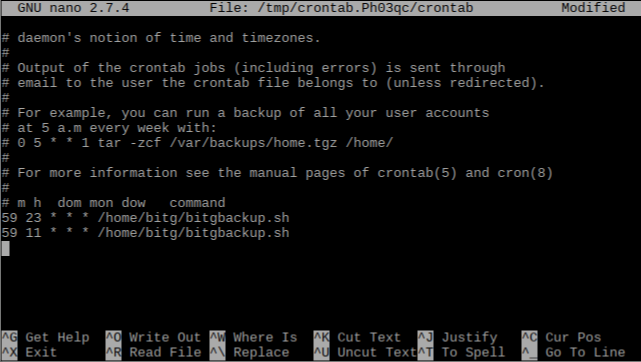 GNU nano 2.7.4 File: /tmp/crontab.Ph03qc/crontab Modified
# daemon's notion of time and timezones.
#
# Output of the crontab jobs (including errors) is sent through
# email to the user the crontab file belongs to (unless redirected).
#
# For example, you can run a backup of all your user accounts
# at 5 a.m every week with:
# 0 5 * * 1 tar -zcf /var/backups/home.tgz /home/
#
# For more information see the manual pages of crontab(5) and cron(8)
#
# m h  dom mon dow   command
59 23 * * * /home/bitg/bitgbackup.sh
59 11 * * * /home/bitg/bitgbackup.sh
^G Get Help ^O Write Out ^W Where Is ^K Cut Text ^J Justify ^C Cur Pos
^X Exit ^R Read File ^\ Replace ^U Uncut Text ^T To Spell ^_ Go To Line